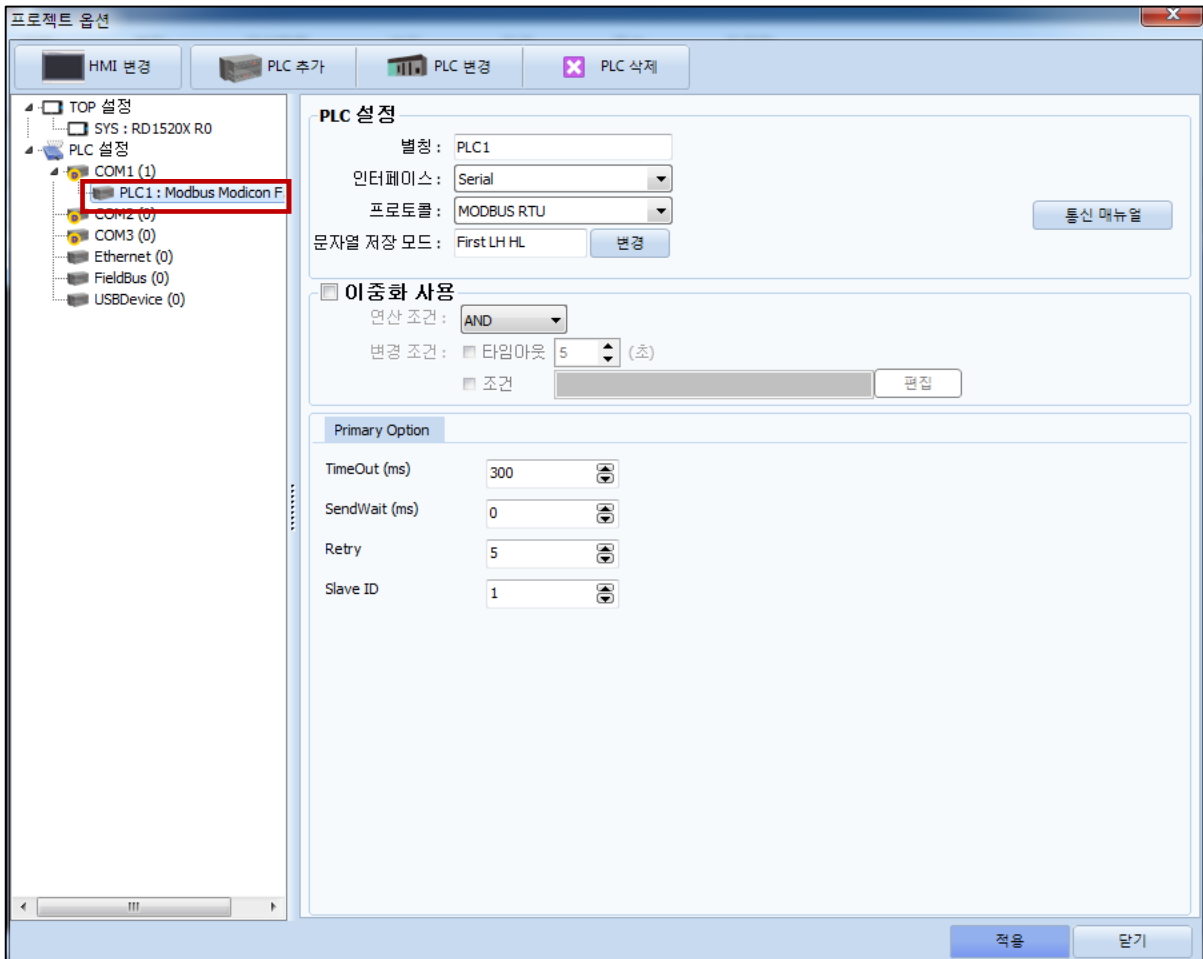 프로젝트 옵션
HMI 변경 PLC 추가 PLC 변경 PLC 삭제
TOP 설정
SYS : RD1520X R0
PLC 설정
COM1 (1)
PLC1 : Modbus Modicon F
COM2 (0)
COM3 (0)
Ethernet (0)
FieldBus (0)
USBDevice (0)
PLC 설정
별칭 : PLC1
인터페이스 : Serial
프로토콜 : MODBUS RTU
통신 매뉴얼
문자열 저장 모드 : First LH HL 변경
이중화 사용
연산 조건 : AND
변경 조건 : 타임아웃 5 (초)
조건 편집
Primary Option
TimeOut (ms) 300
SendWait (ms) 0
Retry 5
Slave ID 1
적용 닫기